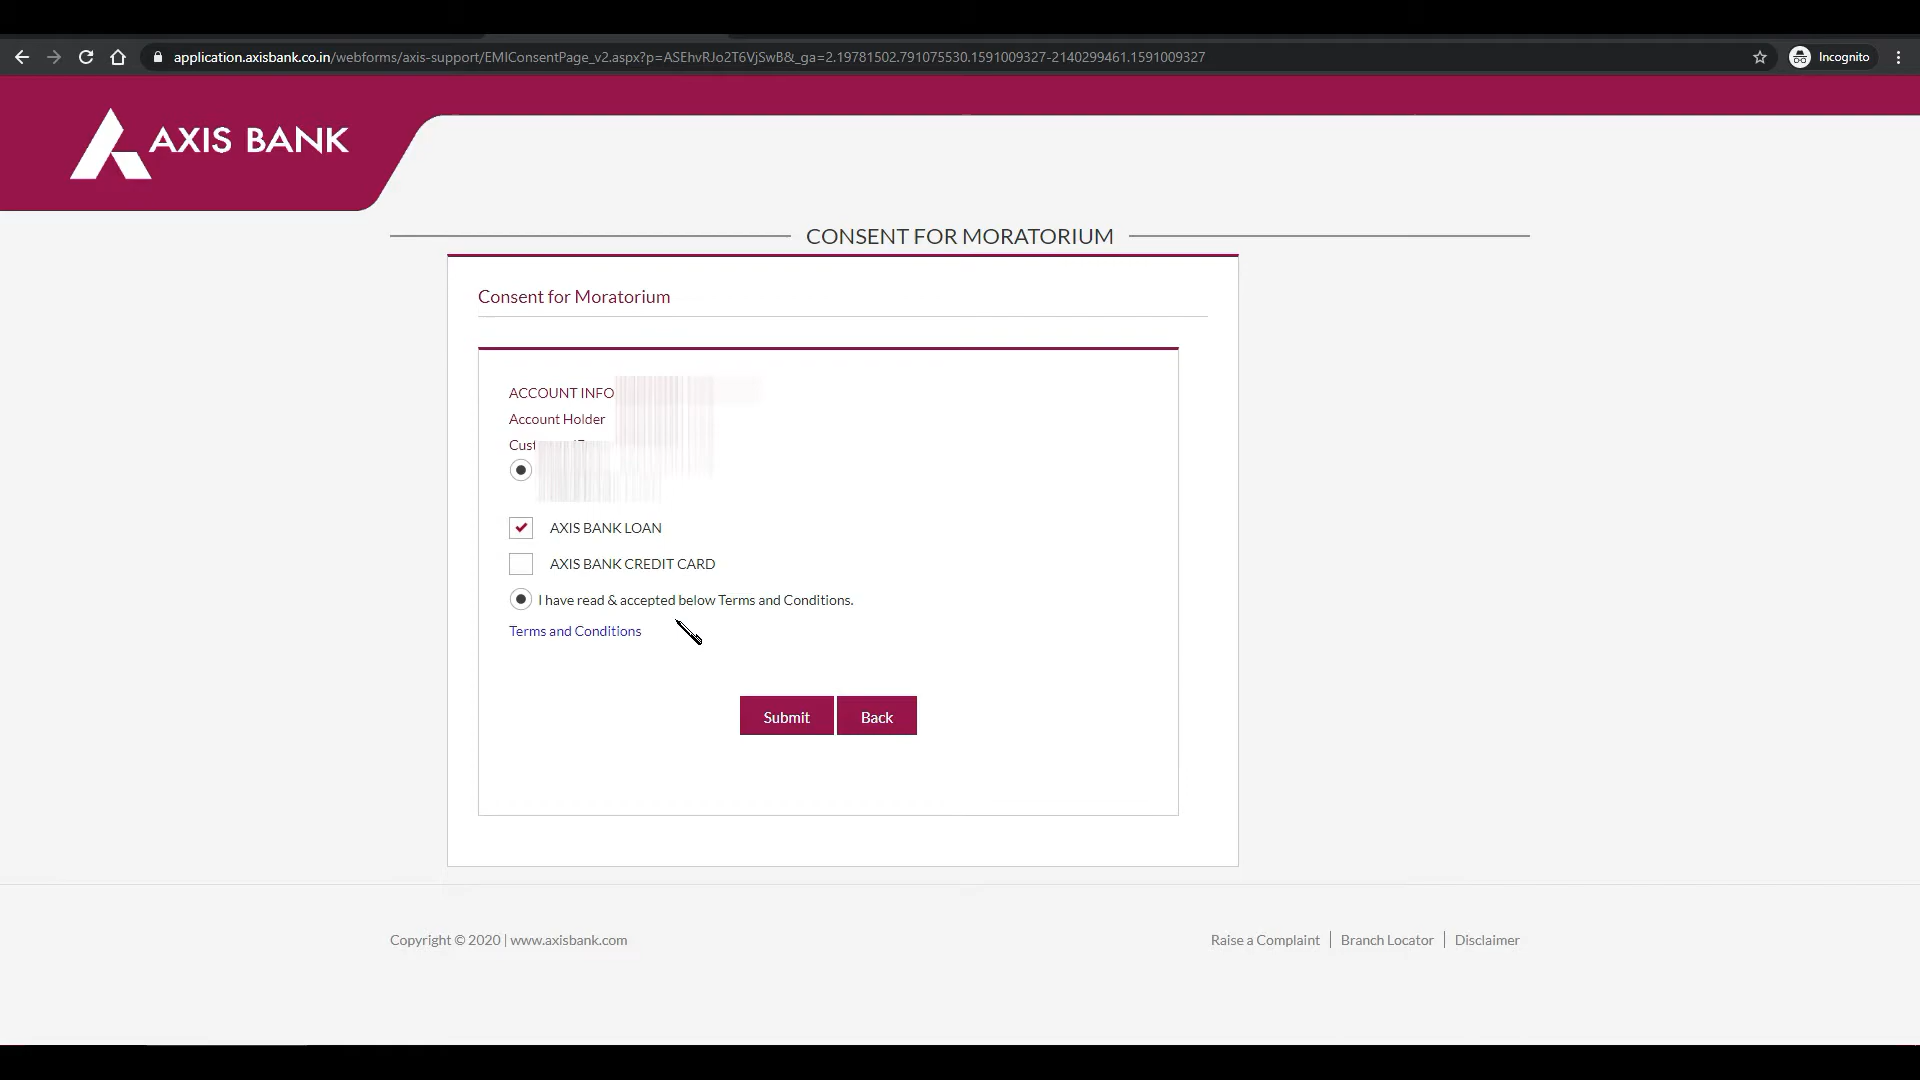 application.axisbank.co.in/webforms/axis-support/EMIConsentPage_v2.aspx?p=ASEhvRJo2T6VjSwB&_ga=2.19781502.791075530.1591009327-2140299461.1591009327
Incognito
AXIS BANK
CONSENT FOR MORATORIUM
Consent for Moratorium
ACCOUNT INFO
Account Holder
AXIS BANK LOAN
AXIS BANK CREDIT CARD
I have read & accepted below Terms and Conditions.
Terms and Conditions
Submit Back
Copyright © 2020 | www.axisbank.com
Raise a Complaint | Branch Locator | Disclaimer